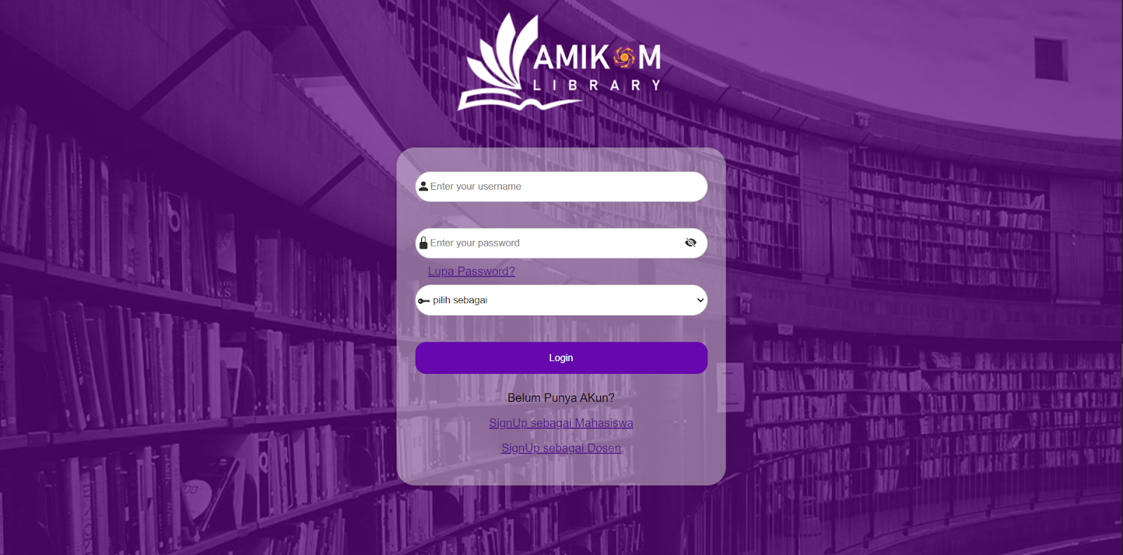 AMIKOM
LIBRARY
Enter your username
Enter your password
Lupa Password?
pilih sebagai
Login
Belum Punya AKun?
SignUp sebagai Mahasiswa
SignUp sebagai Dosen